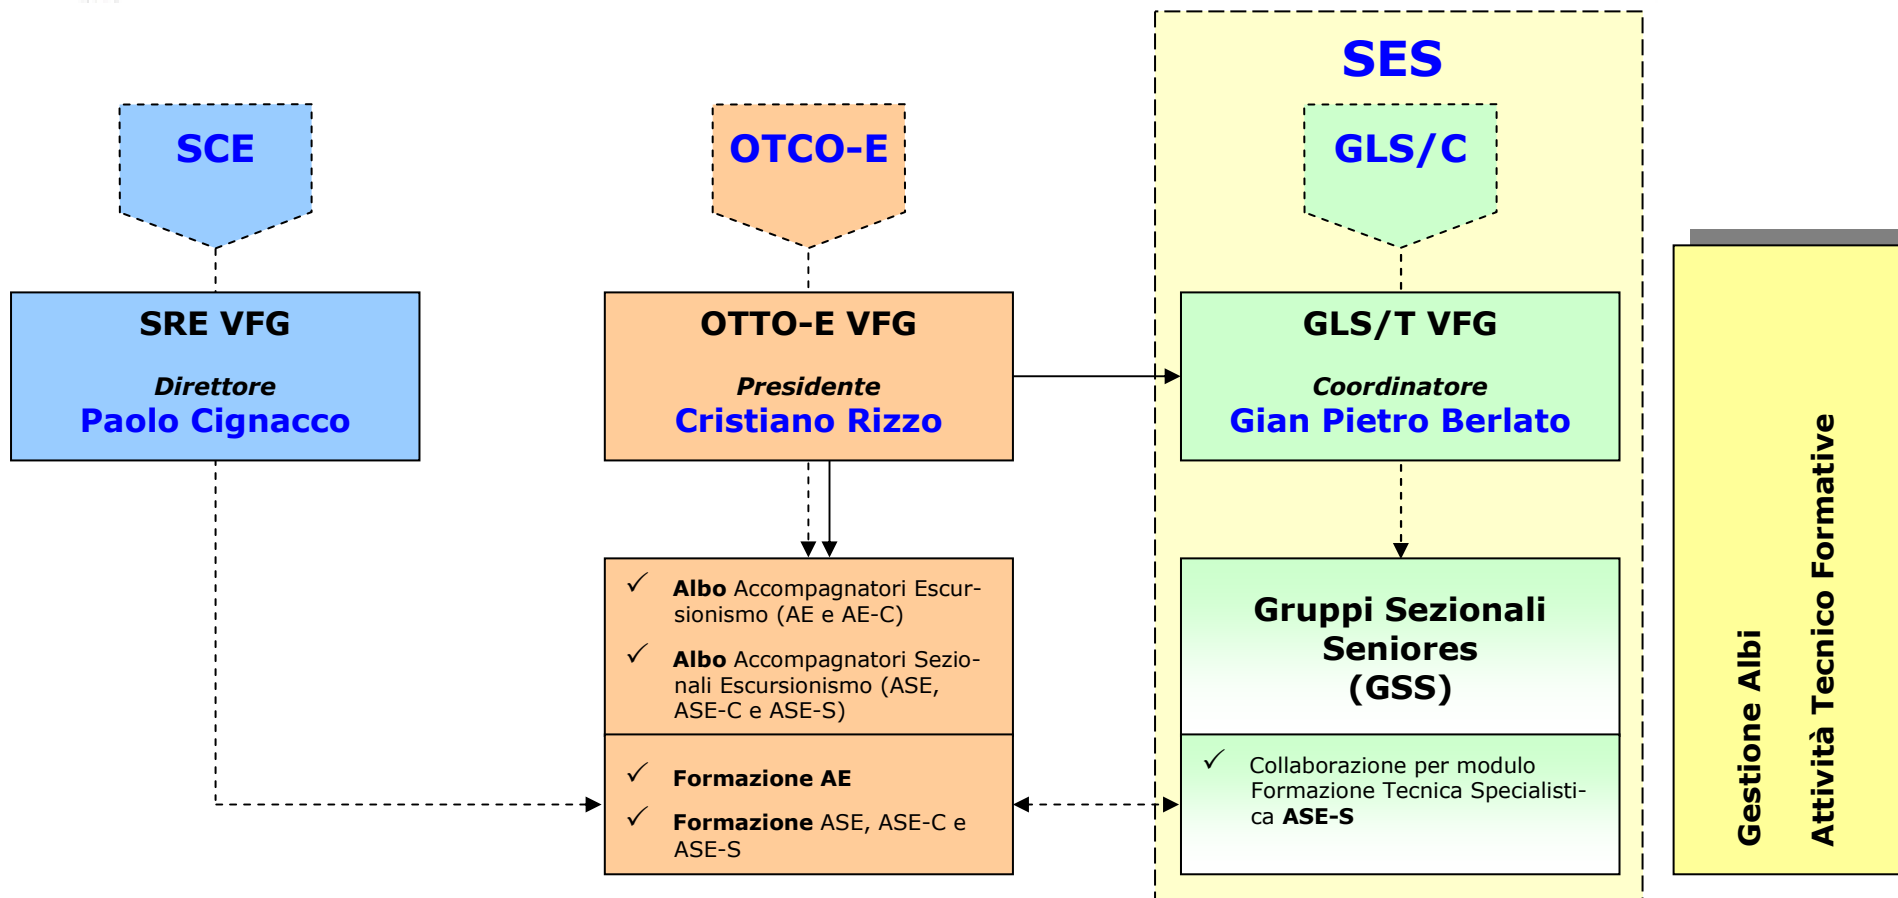 SES
SCE
OTCO-E
GLS/C
SRE VFG
Direttore
Paolo Cignacco
OTTO-E VFG
Presidente
Cristiano Rizzo
GLS/T VFG
Coordinatore
Gian Pietro Berlato
✓ Albo Accompagnatori Escur-
sionismo (AE e AE-C)
✓ Albo Accompagnatori Sezio-
nali Escursionismo (ASE,
ASE-C e ASE-S)
✓ Formazione AE
✓ Formazione ASE, ASE-C e
ASE-S
Gruppi Sezionali
Seniores
(GSS)
✓ Collaborazione per modulo
Formazione Tecnica Specialisti-
ca ASE-S
Gestione Albi
Attività Tecnico Formative